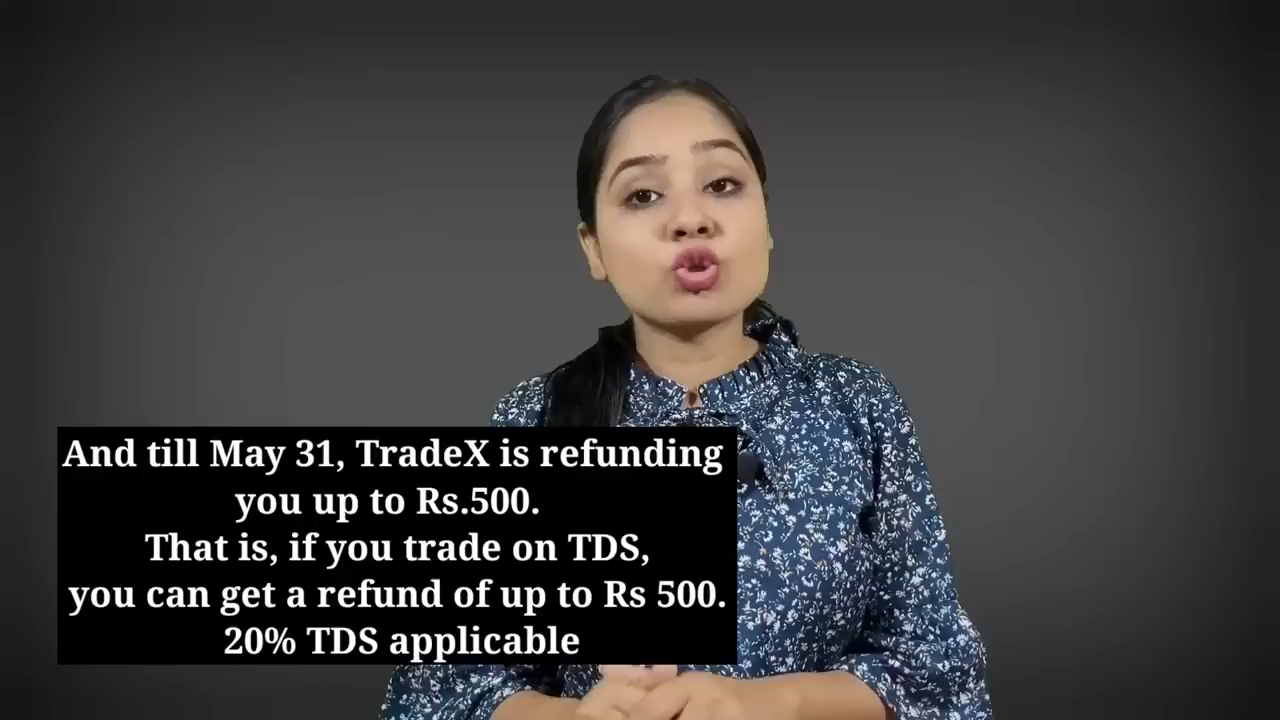 And till May 31, TradeX is refunding
you up to Rs.500.
That is, if you trade on TDS,
you can get a refund of up to Rs 500.
20% TDS applicable